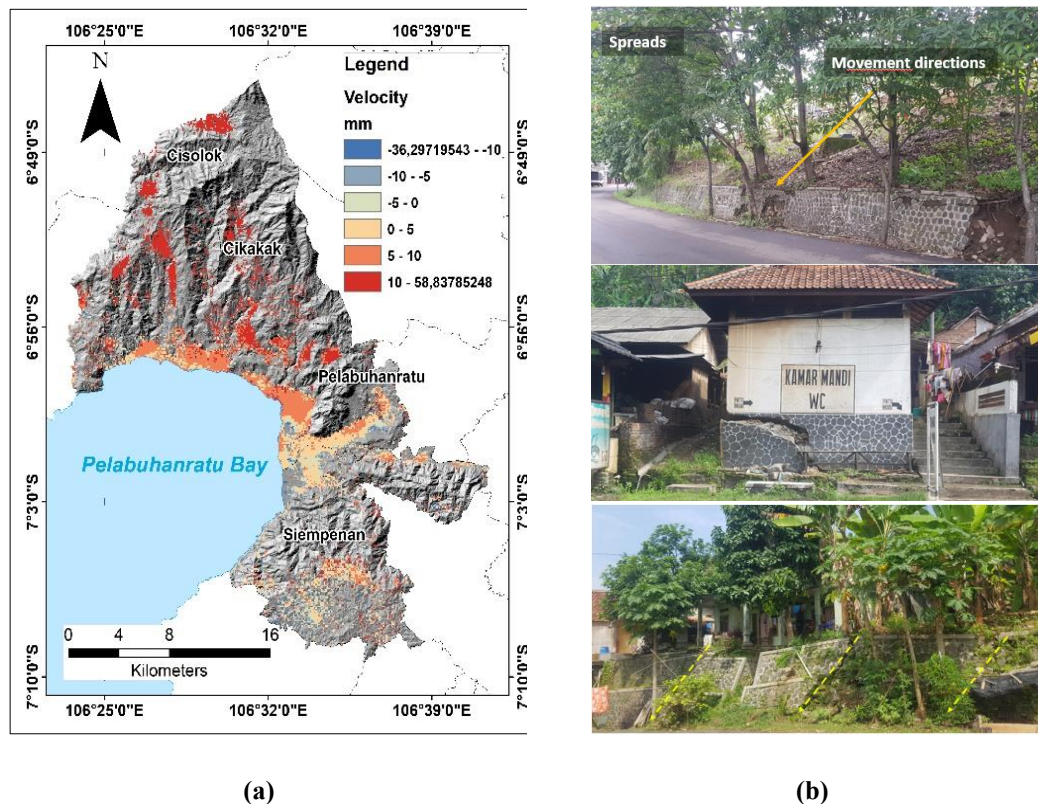 106°25'0"E
106°32'0"E
106°39'0"E
N
Legend
Velocity
mm
-36,29719543 - -10
-10 - -5
-5 - 0
0 - 5
5 - 10
10 - 58,83785248
6°49'0"S
6°49'0"S
Cisolok
Cikakak
6°56'0"S
6°56'0"S
Pelabuhanratu
Pelabuhanratu Bay
7°3'0"S
7°3'0"S
Siempenan
0 4 8 16
Kilometers
7°10'0"S
7°10'0"S
106°25'0"E
106°32'0"E
106°39'0"E
(a)
Spreads
Movement directions
KAMAR MANDI
WC
(b)